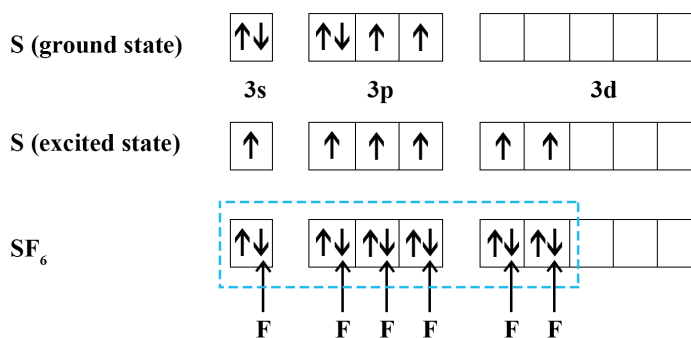 S (ground state)
3s 3p 3d
S (excited state)
SF₆
F F F F F F